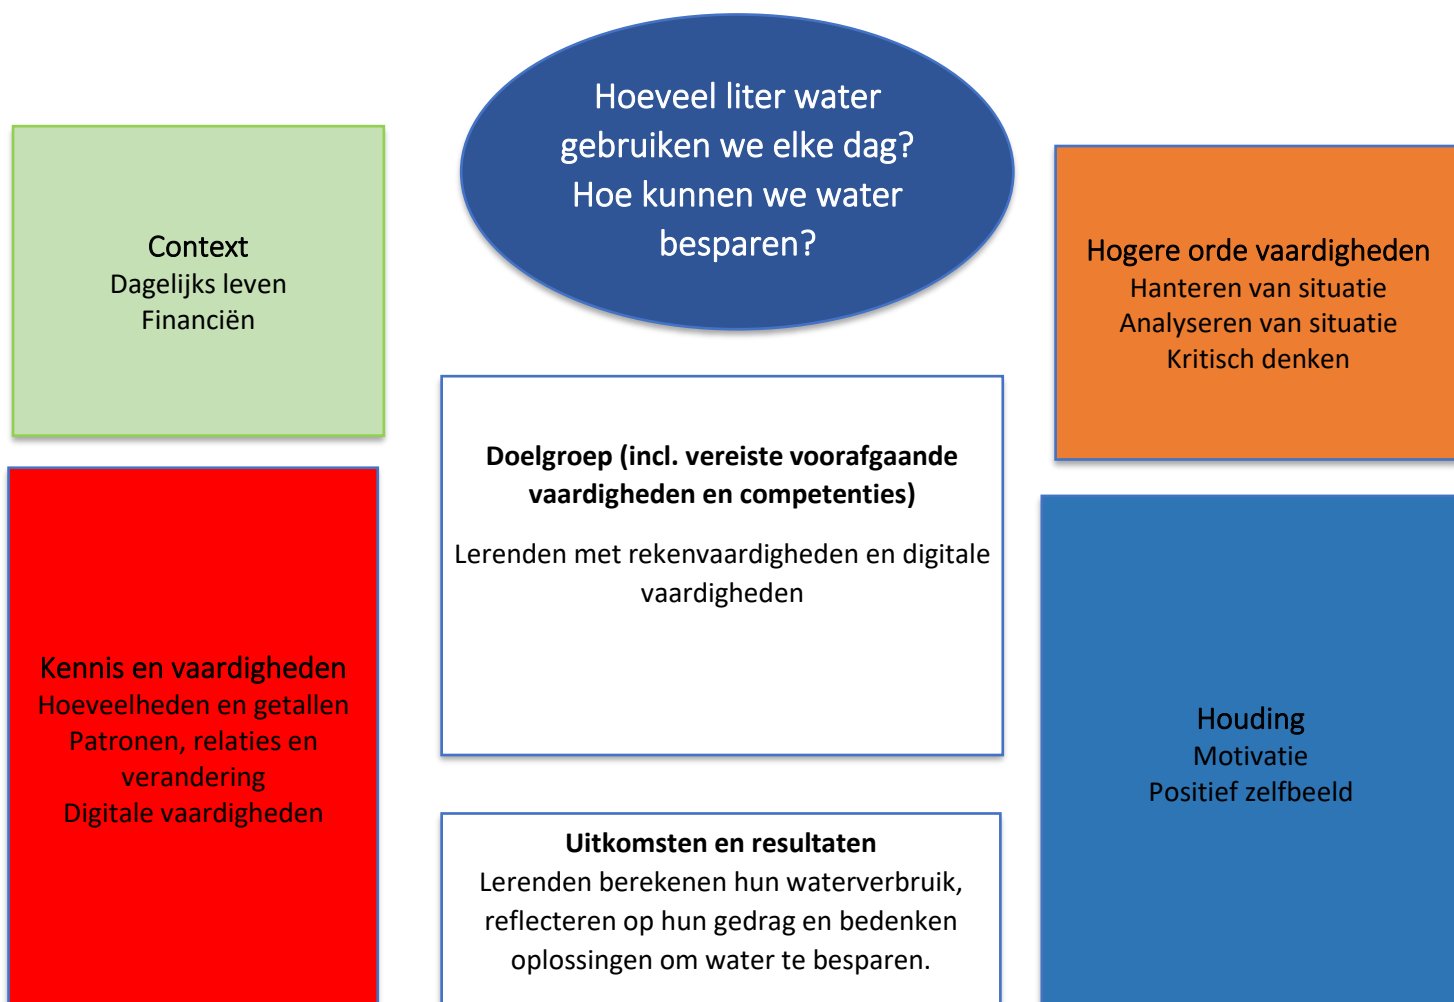 Hoeveel liter water
gebruiken we elke dag?
Hoe kunnen we water
besparen?
Context
Dagelijks leven
Financiën
Hogere orde vaardigheden
Hanteren van situatie
Analyseren van situatie
Kritisch denken
Doelgroep (incl. vereiste voorafgaande
vaardigheden en competenties)
Lerenden met rekenvaardigheden en digitale
vaardigheden
Kennis en vaardigheden
Hoeveelheden en getallen
Patronen, relaties en
verandering
Digitale vaardigheden
Houding
Motivatie
Positief zelfbeeld
Uitkomsten en resultaten
Lerenden berekenen hun waterverbruik,
reflecteren op hun gedrag en bedenken
oplossingen om water te besparen.